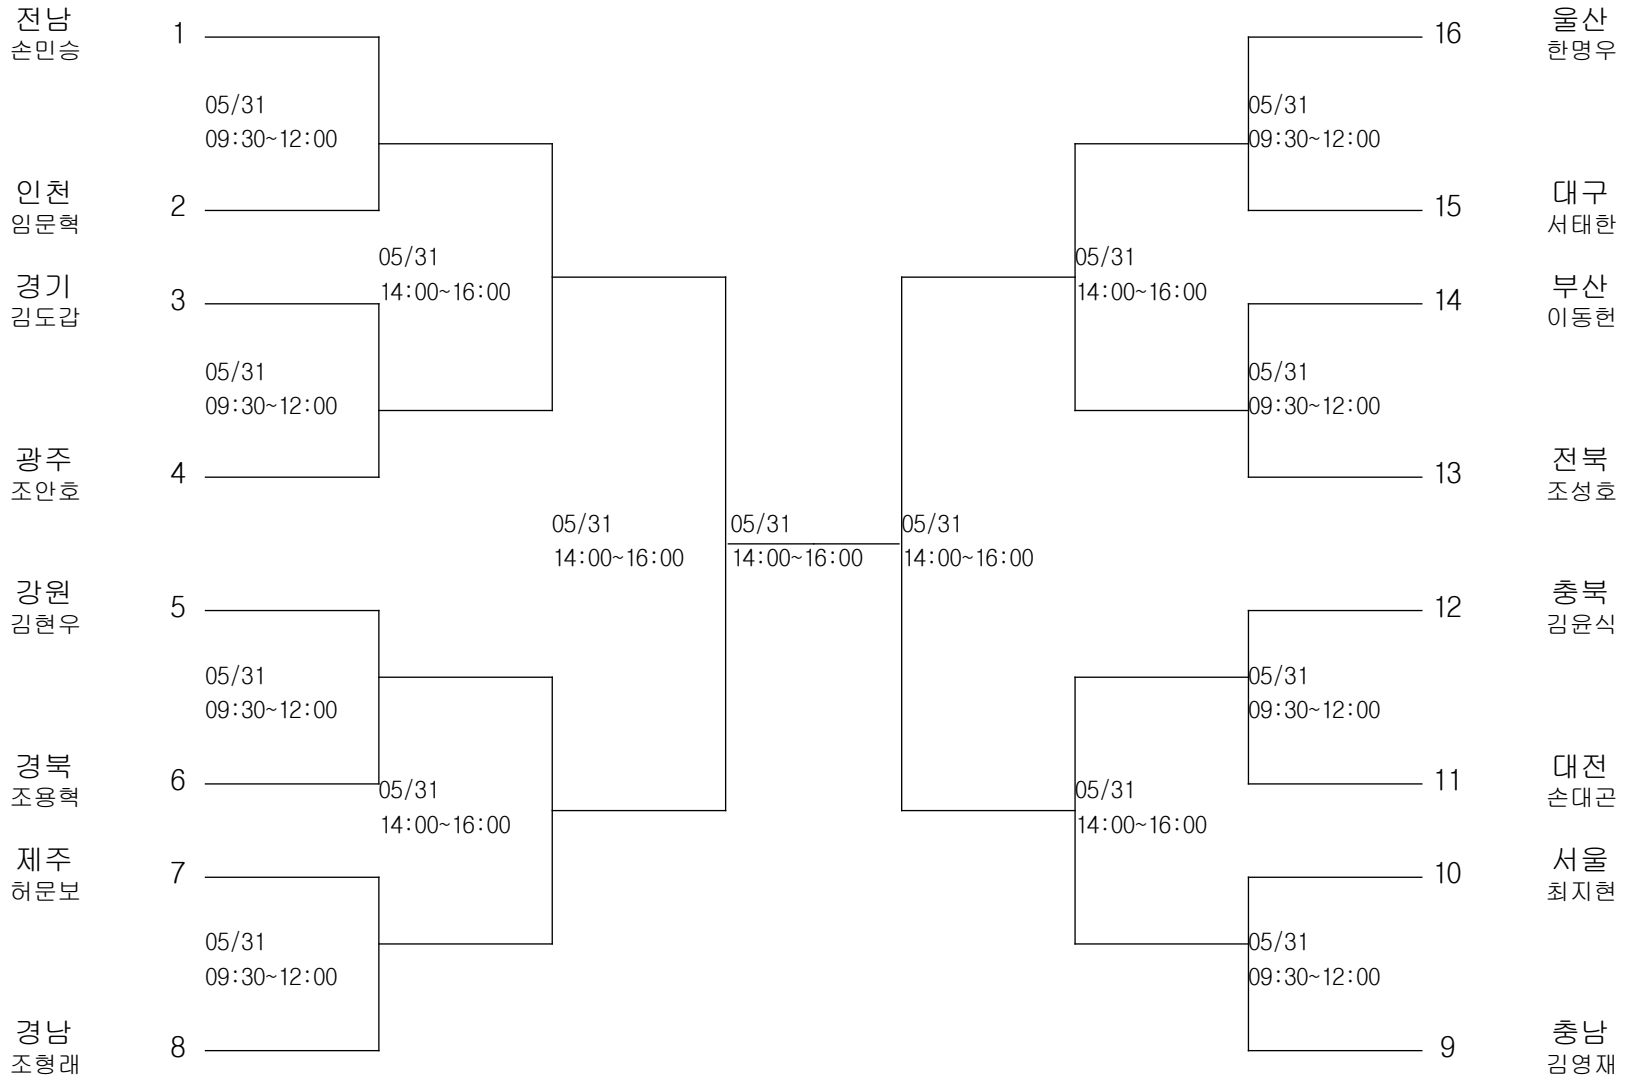 전남
손민승
1
05/31
09:30~12:00
인천
임문혁
2
05/31
14:00~16:00
경기
김도갑
3
05/31
09:30~12:00
광주
조안호
4
05/31
14:00~16:00
강원
김현우
5
05/31
09:30~12:00
경북
조용혁
6
05/31
14:00~16:00
제주
허문보
7
05/31
09:30~12:00
경남
조형래
8
05/31
14:00~16:00
16
울산
한명우
05/31
09:30~12:00
15
대구
서태한
05/31
14:00~16:00
14
부산
이동헌
05/31
09:30~12:00
13
전북
조성호
05/31
14:00~16:00
12
충북
김윤식
05/31
09:30~12:00
11
대전
손대곤
05/31
14:00~16:00
10
서울
최지현
05/31
09:30~12:00
9
충남
김영재